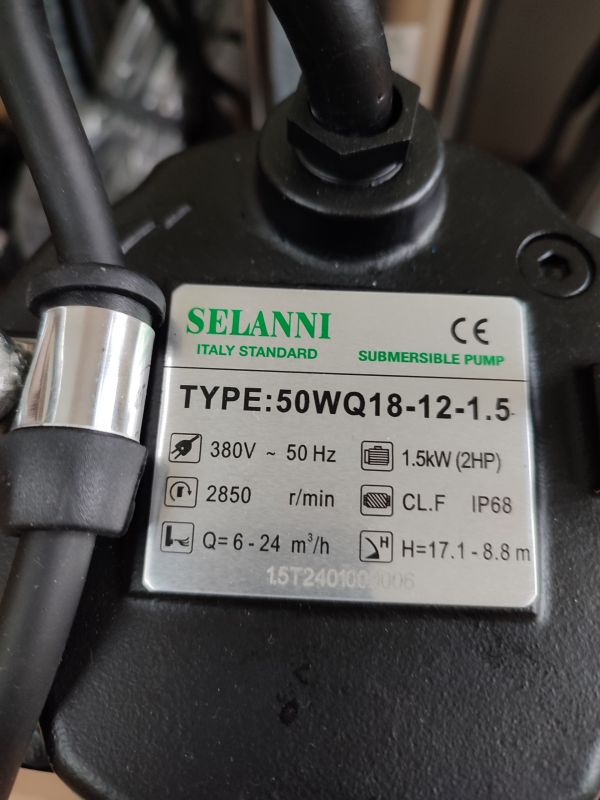 SELANNI
CE
ITALY STANDARD
SUBMERSIBLE PUMP
TYPE:50WQ18-12-1.5
380V ~ 50 Hz
1.5kW (2HP)
2850 r/min
CL.F IP68
Q= 6 - 24 m³/h
H
H=17.1 - 8.8 m